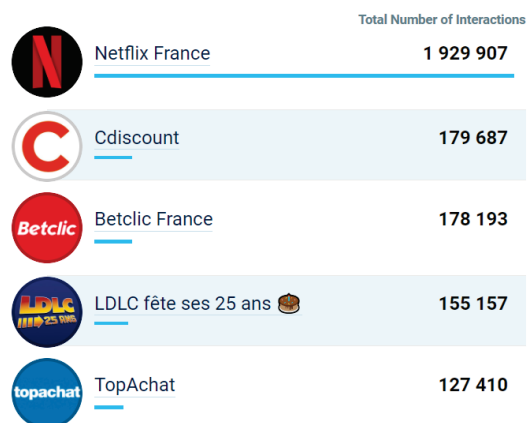 Total Number of Interactions
N
Netflix France 1 929 907
C
Cdiscount 179 687
Betclic
Betclic France 178 193
LDLC
25 ANS
LDLC fête ses 25 ans 🎂 155 157
topachat
TopAchat 127 410